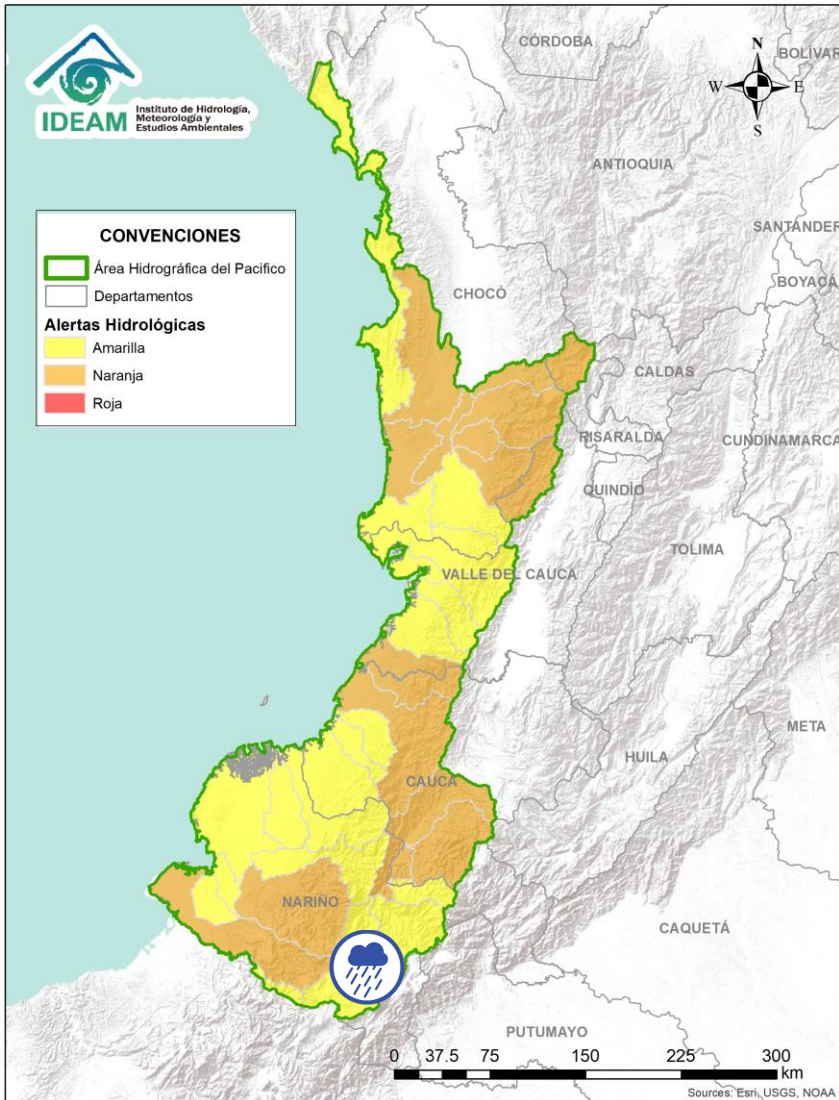 IDEAM
Instituto de Hidrología,
Meteorología y
Estudios Ambientales
CONVENCIONES
Área Hidrográfica del Pacifico
Departamentos
Alertas Hidrológicas
Amarilla
Naranja
Roja
N
W
E
S
CÓRDOBA
BOLÍVAR
ANTIOQUIA
SANTANDER
BOYACÁ
CHOCÓ
CALDAS
RISARALDA
CUNDINAMARCA
QUINDÍO
TOLIMA
VALLE DEL CAUCA
META
HUILA
CAUCA
NARIÑO
CAQUETÁ
PUTUMAYO
0 37.5 75 150 225 300
km
Sources: Esri, USGS, NOAA